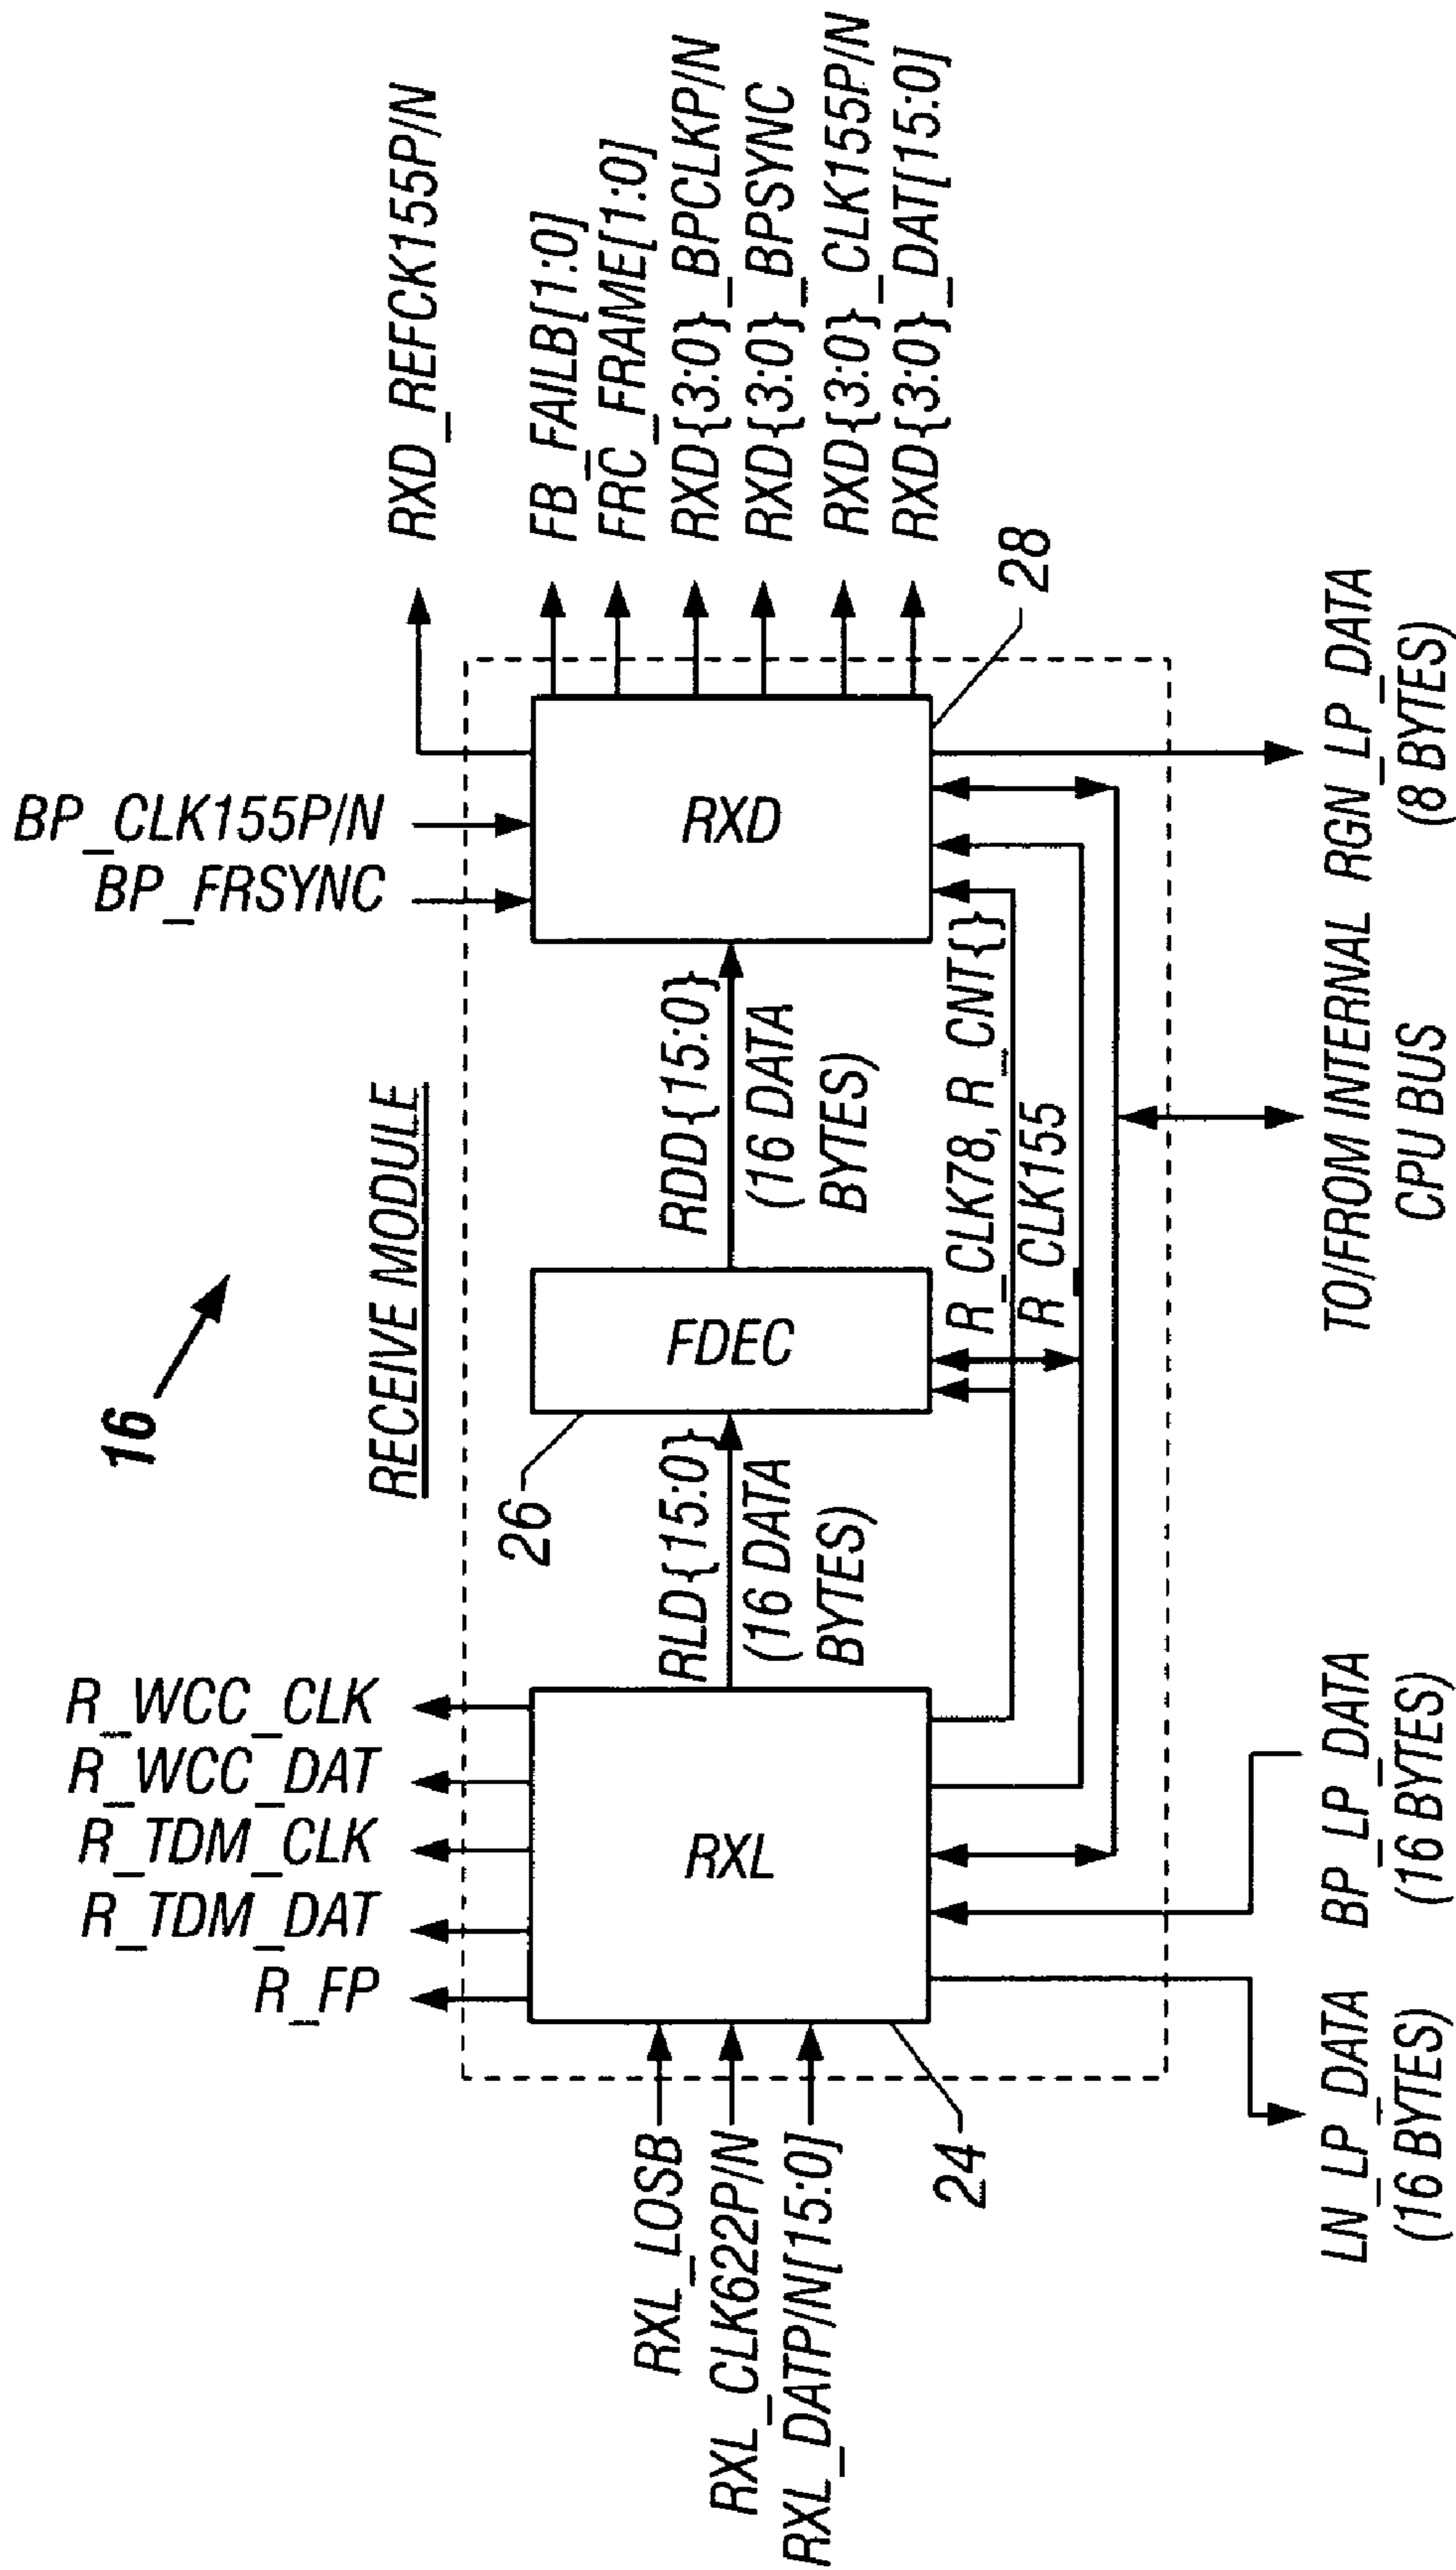 16
RECEIVE MODULE
R_WCC_CLK
R_WCC_DAT
R_TDM_CLK
R_TDM_DAT
R_FP
BP_CLK155P/N
BP_FRSYNC
RXD_REFCK155P/N
RXL_LOSB
RXL_CLK622P/N
RXL_DATP/N[15:0]
RXL
24
RLD{15:0}
(16 DATA
BYTES)
26
FDEC
RDD{15:0}
(16 DATA
BYTES)
RXD
28
FB_FAILB[1:0]
FRC_FRAME[1:0]
RXD{3:0}_BPCLKP/N
RXD{3:0}_BPSYNC
RXD{3:0}_CLK155P/N
RXD{3:0}_DAT[15:0]
R_CLK78, R_CNT{}
R_CLK155
LN_LP_DATA
(16 BYTES)
BP_LP_DATA
(16 BYTES)
TO/FROM INTERNAL
CPU BUS
RGN_LP_DATA
(8 BYTES)